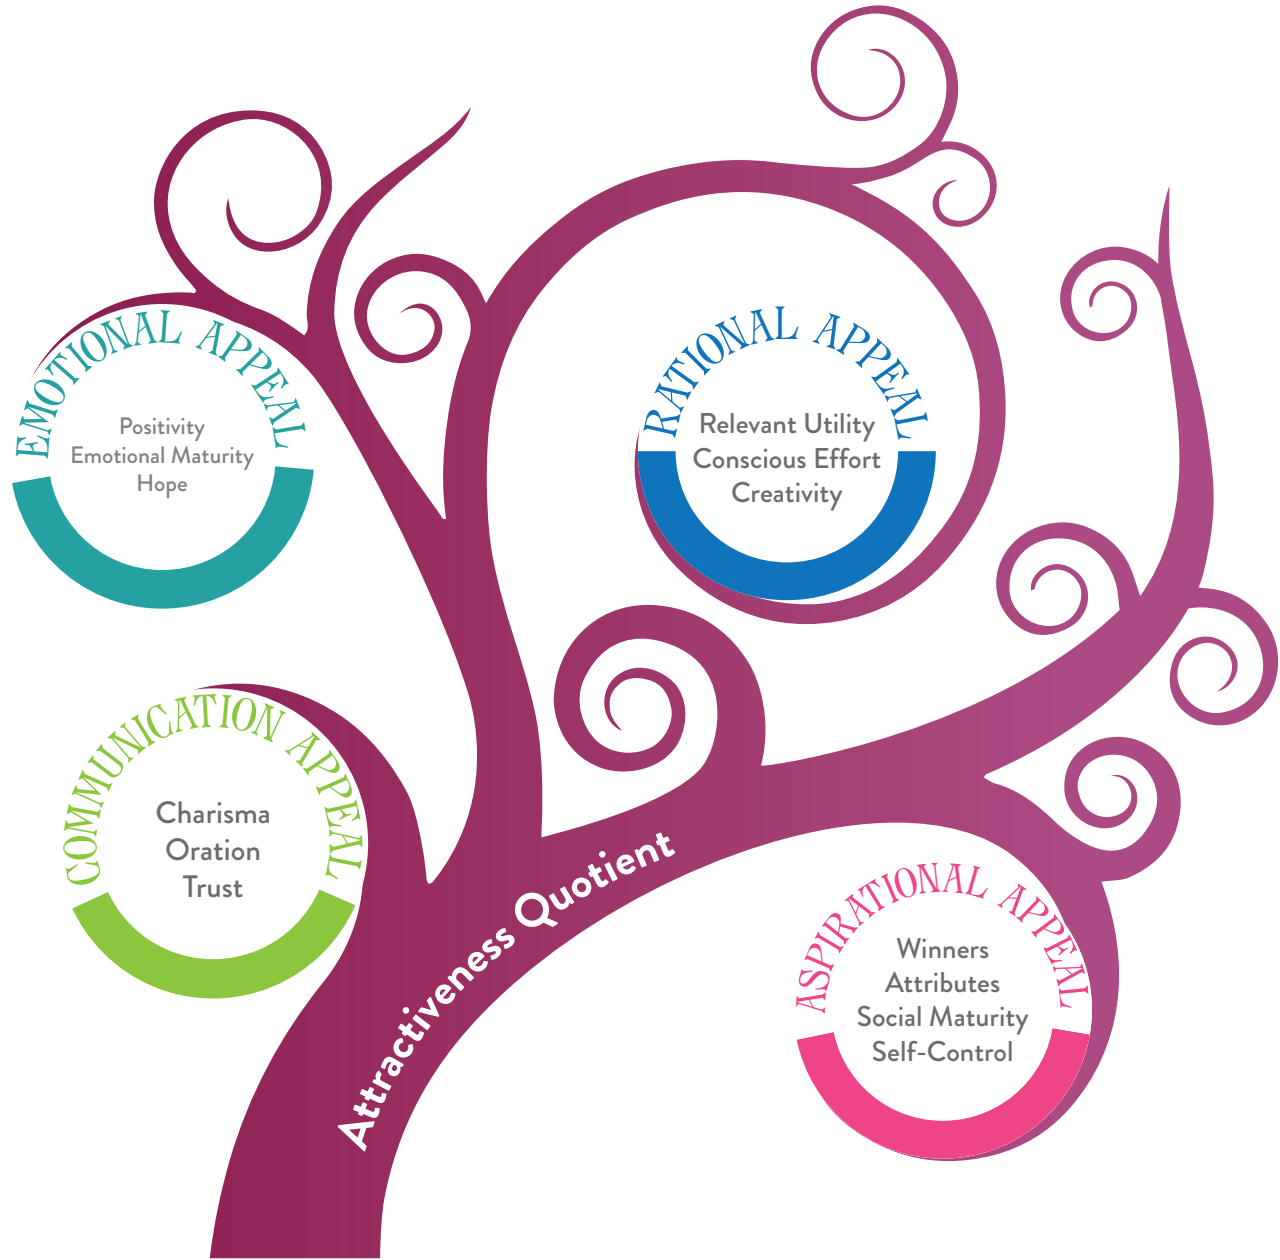 EMOTIONAL APPEAL
Positivity
Emotional Maturity
Hope
RATIONAL APPEAL
Relevant Utility
Conscious Effort
Creativity
COMMUNICATION APPEAL
Charisma
Oration
Trust
Attractiveness Quotient
ASPIRATIONAL APPEAL
Winners
Attributes
Social Maturity
Self-Control